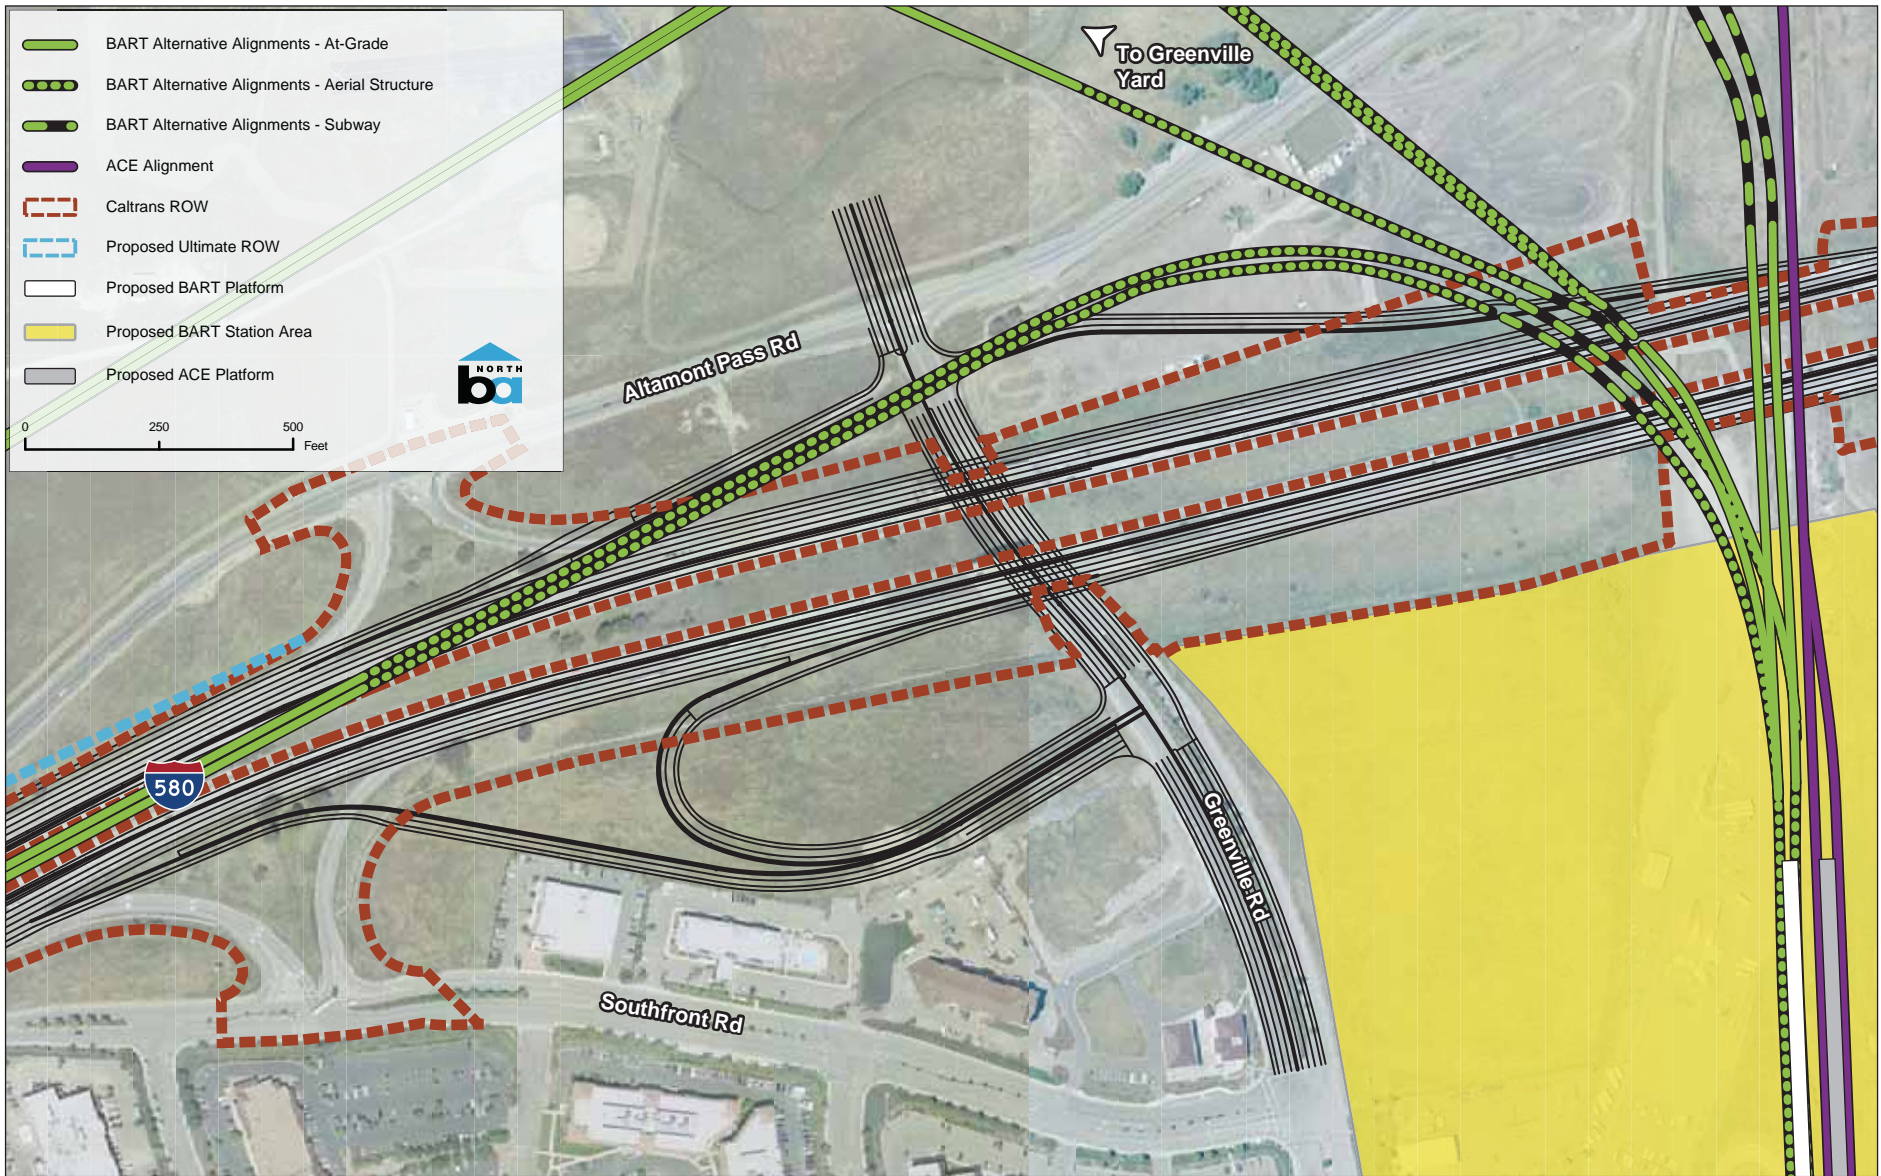 BART Alternative Alignments - At-Grade
BART Alternative Alignments - Aerial Structure
BART Alternative Alignments - Subway
ACE Alignment
Caltrans ROW
Proposed Ultimate ROW
Proposed BART Platform
Proposed BART Station Area
Proposed ACE Platform
NORTH
ba
0 250 500
Feet
To Greenville
Yard
Altamont Pass Rd
580
Greenville Rd
Southfront Rd